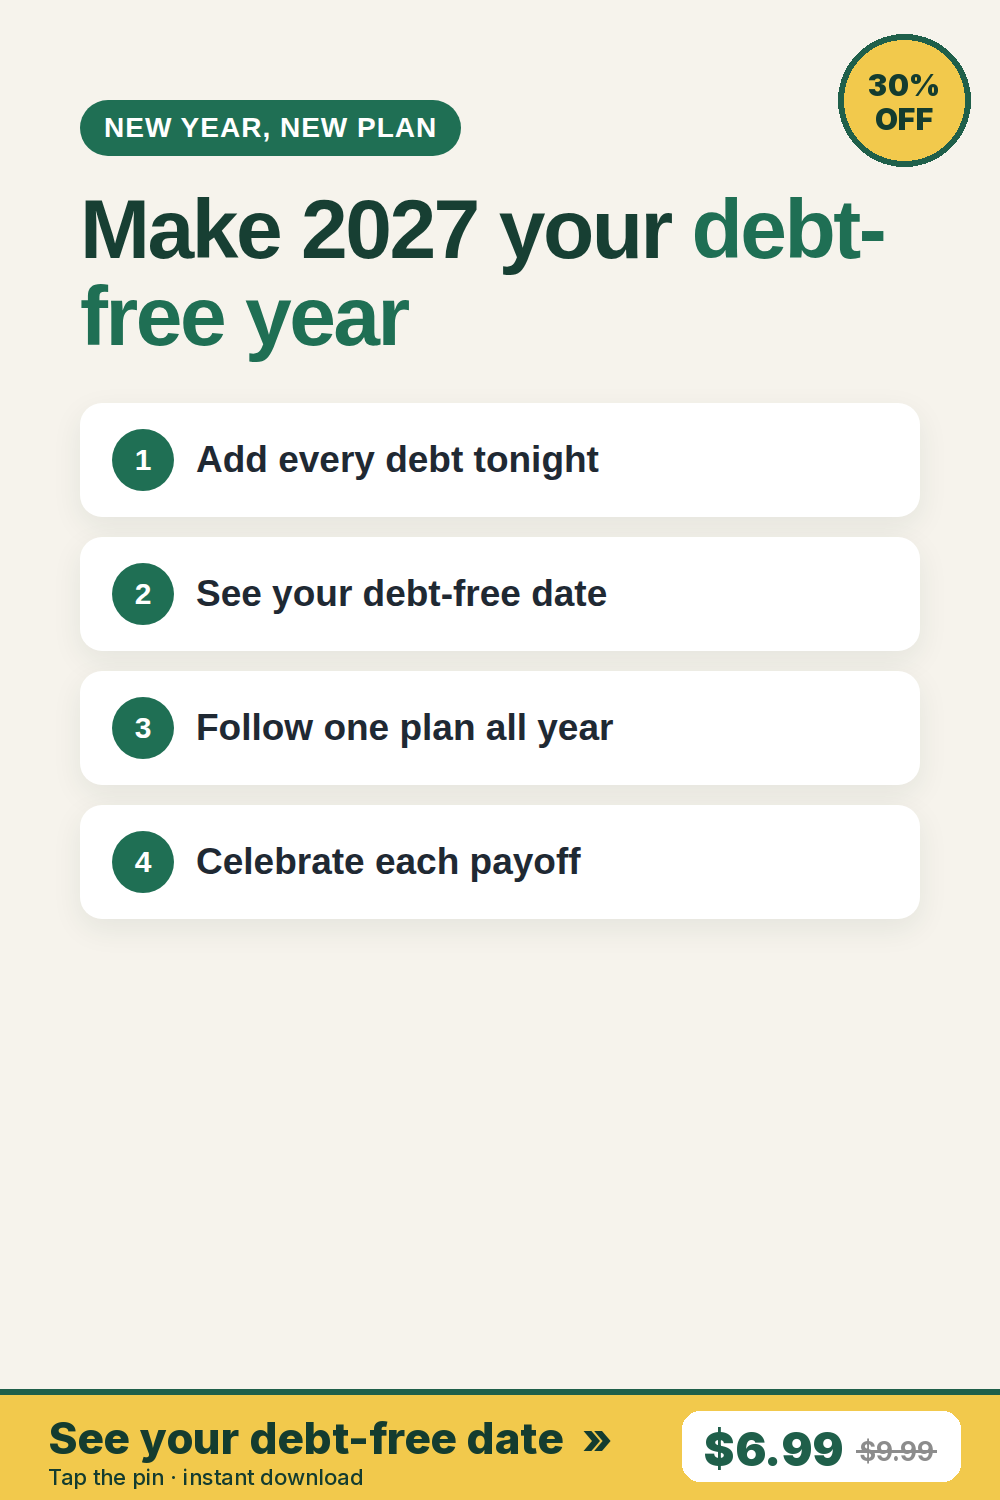 30%
OFF
NEW YEAR, NEW PLAN
Make 2027 your debt-
free year
1 Add every debt tonight
2 See your debt-free date
3 Follow one plan all year
4 Celebrate each payoff
See your debt-free date »
Tap the pin · instant download
$6.99 $9.99